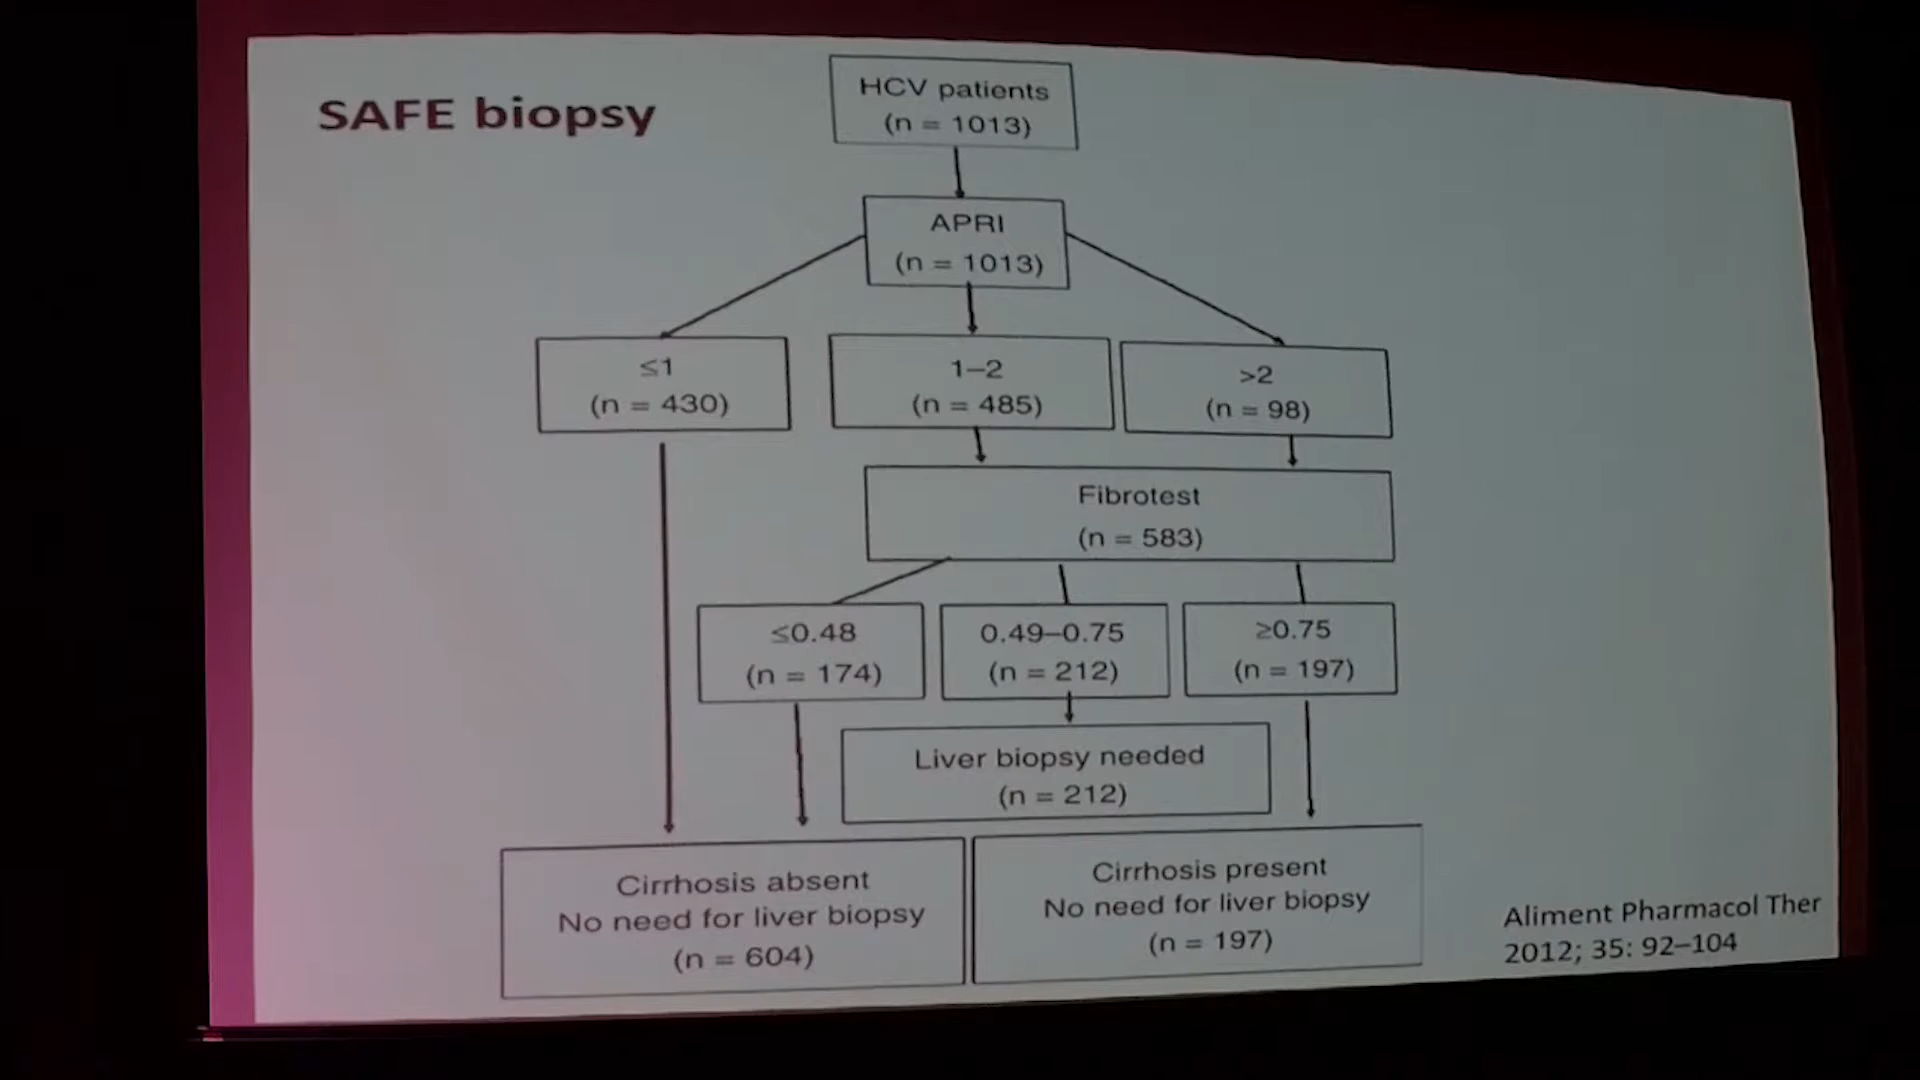 SAFE biopsy
HCV patients
(n = 1013)
APRI
(n = 1013)
≤1
(n = 430)
1–2
(n = 485)
>2
(n = 98)
Fibrotest
(n = 583)
≤0.48
(n = 174)
0.49–0.75
(n = 212)
≥0.75
(n = 197)
Liver biopsy needed
(n = 212)
Cirrhosis absent
No need for liver biopsy
(n = 604)
Cirrhosis present
No need for liver biopsy
(n = 197)
Aliment Pharmacol Ther
2012; 35: 92–104